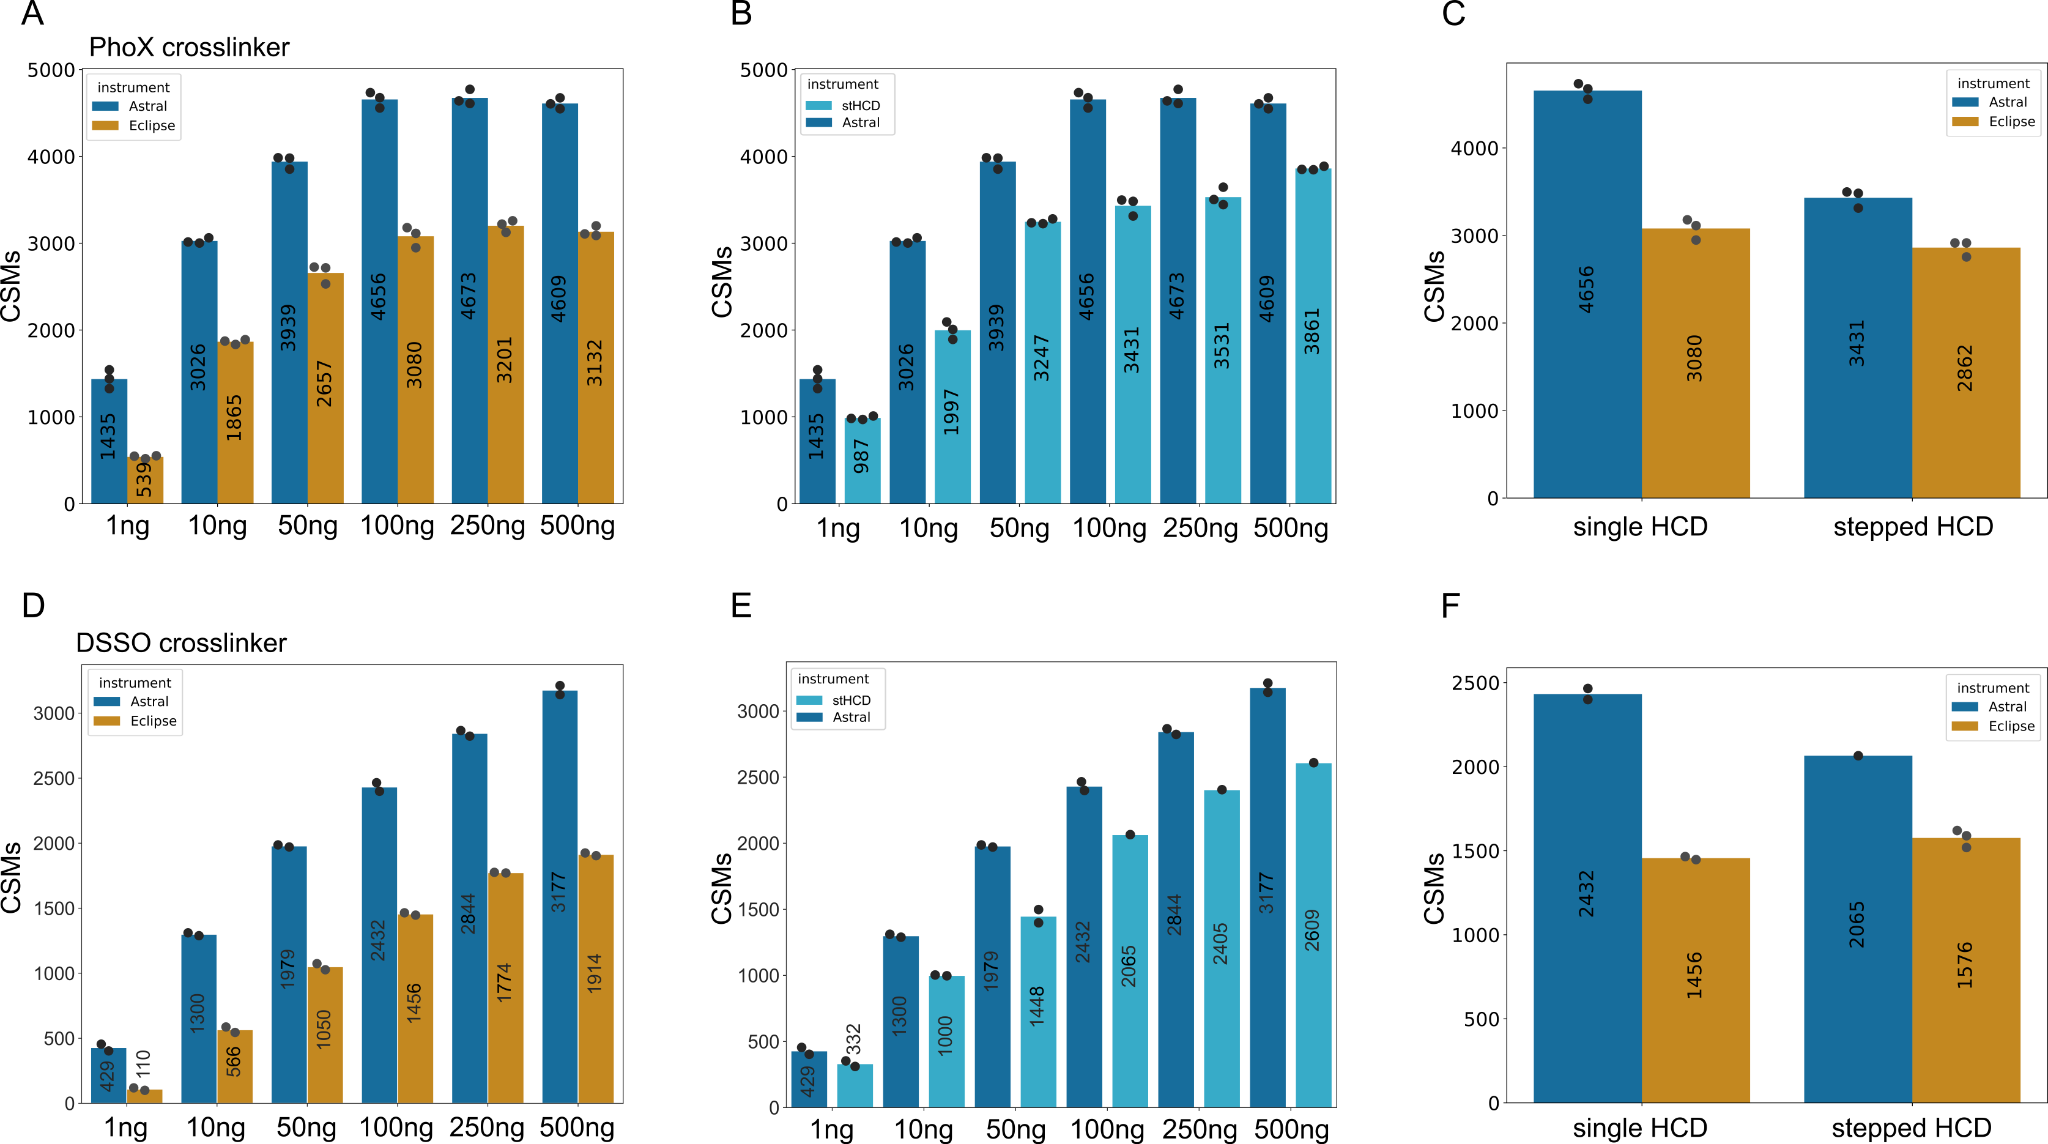 A
PhoX crosslinker
CSMs
5000
4000
3000
2000
1000
0
instrument
Astral
Eclipse
1435
539
3026
1865
3939
2657
4656
3080
4673
3201
4609
3132
1ng
10ng
50ng
100ng
250ng
500ng
B
CSMs
5000
4000
3000
2000
1000
0
instrument
stHCD
Astral
1435
987
3026
1997
3939
3247
4656
3431
4673
3531
4609
3861
1ng
10ng
50ng
100ng
250ng
500ng
C
CSMs
4000
3000
2000
1000
0
instrument
Astral
Eclipse
4656
3080
3431
2862
single HCD
stepped HCD
D
DSSO crosslinker
CSMs
3000
2500
2000
1500
1000
500
0
instrument
Astral
Eclipse
429
110
1300
566
1979
1050
2432
1456
2844
1774
3177
1914
1ng
10ng
50ng
100ng
250ng
500ng
E
CSMs
3000
2500
2000
1500
1000
500
0
instrument
stHCD
Astral
429
332
1300
1000
1979
1448
2432
2065
2844
2405
3177
2609
1ng
10ng
50ng
100ng
250ng
500ng
F
CSMs
2500
2000
1500
1000
500
0
instrument
Astral
Eclipse
2432
1456
2065
1576
single HCD
stepped HCD